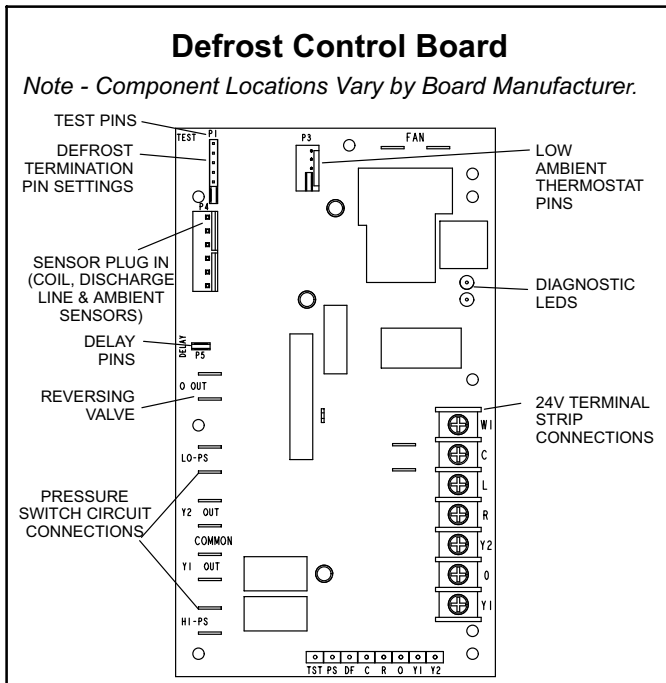 Defrost Control Board
Note - Component Locations Vary by Board Manufacturer.
TEST PINS
DEFROST
TERMINATION
PIN SETTINGS
SENSOR PLUG IN
(COIL, DISCHARGE
LINE & AMBIENT
SENSORS)
DELAY
PINS
REVERSING
VALVE
PRESSURE
SWITCH CIRCUIT
CONNECTIONS
TEST P1
P3
FAN
P4
DELAY
P5
O OUT
LO-PS
Y2 OUT
COMMON
Y1 OUT
HI-PS
LOW
AMBIENT
THERMOSTAT
PINS
DIAGNOSTIC
LEDS
24V TERMINAL
STRIP
CONNECTIONS
W1
C
L
R
Y2
O
Y1
TST PS DF C R O Y1 Y2